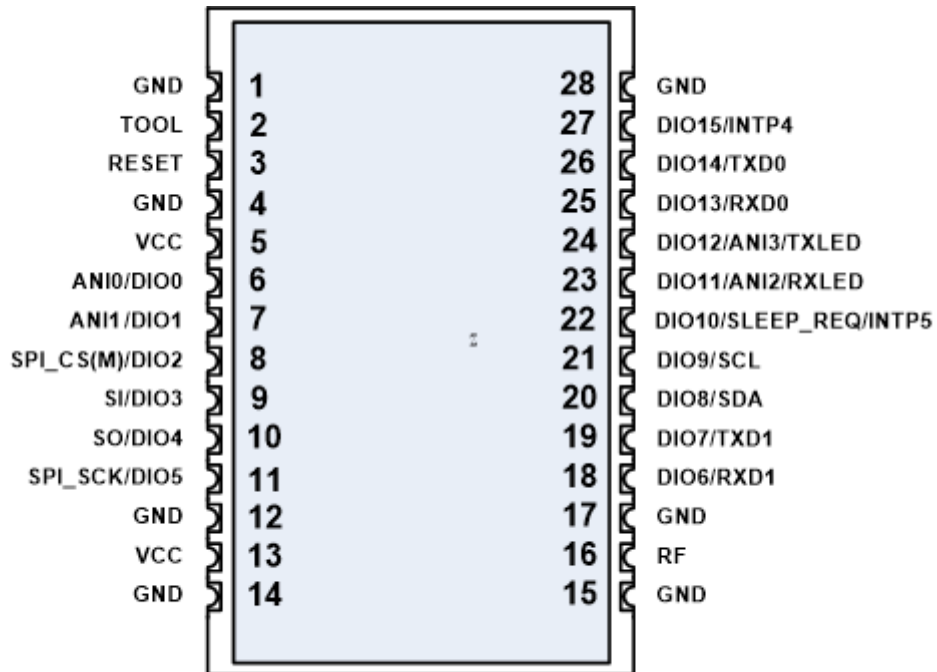 GND 1 28 GND
TOOL 2 27 DIO15/INTP4
RESET 3 26 DIO14/TXD0
GND 4 25 DIO13/RXD0
VCC 5 24 DIO12/ANI3/TXLED
ANI0/DIO0 6 23 DIO11/ANI2/RXLED
ANI1/DIO1 7 22 DIO10/SLEEP_REQ/INTP5
SPI_CS(M)/DIO2 8 21 DIO9/SCL
SI/DIO3 9 20 DIO8/SDA
SO/DIO4 10 19 DIO7/TXD1
SPI_SCK/DIO5 11 18 DIO6/RXD1
GND 12 17 GND
VCC 13 16 RF
GND 14 15 GND